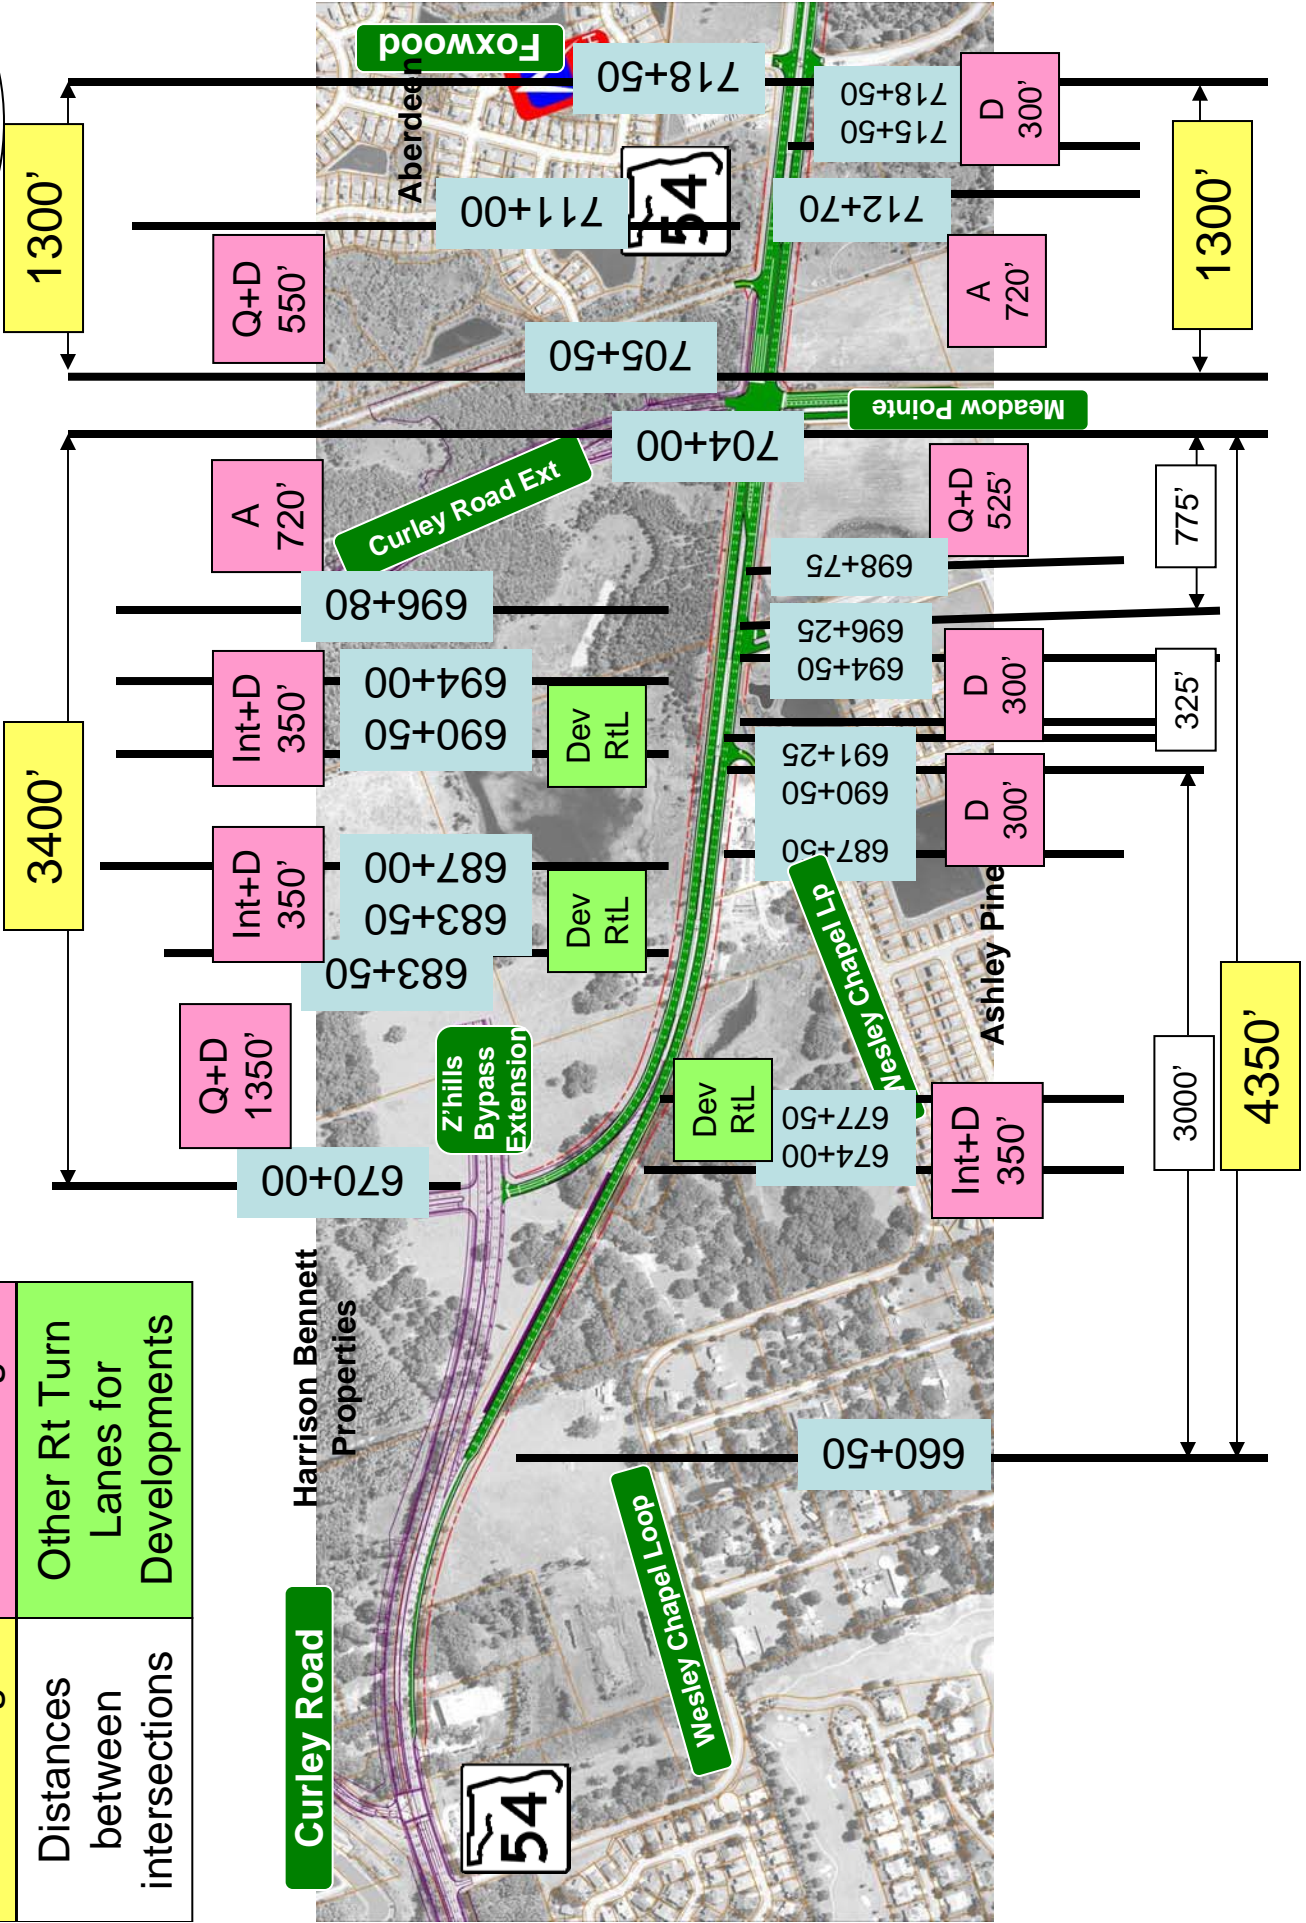 Foxwood
Aberdeen
718+50
718+50
715+50
D
300'
1300'
1300'
711+00
54
712+70
Q+D
550'
A
720'
705+50
Meadow Pointe
704+00
A
720'
Curley Road Ext
Q+D
525'
775'
698+75
696+80
696+25
694+50
D
300'
325'
Int+D
350'
694+00
690+50
Dev
RtL
691+25
690+50
687+50
D
300'
3400'
Int+D
350'
687+00
683+50
683+50
Dev
RtL
Wesley Chapel Lp
Ashley Pine
Q+D
1350'
Z'hills
Bypass
Extension
Dev
RtL
677+50
674+00
Int+D
350'
3000'
4350'
670+00
Harrison Bennett
Properties
660+50
Wesley Chapel Loop
Curley Road
54
Other Rt Turn
Lanes for
Developments
Distances
between
intersections